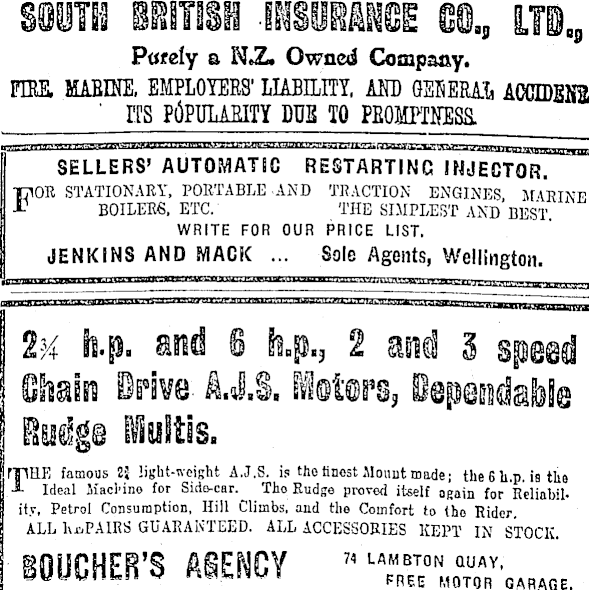 SOUTH BRITISH INSURANCE CO., LTD.,
Purely a N.Z. Owned Company.
FIRE, MARINE, EMPLOYERS' LIABILITY, AND GENERAL ACCIDENT
ITS POPULARITY DUE TO PROMPTNESS.
SELLERS' AUTOMATIC RESTARTING INJECTOR.
FOR STATIONARY, PORTABLE AND TRACTION ENGINES, MARINE
BOILERS, ETC. THE SIMPLEST AND BEST.
WRITE FOR OUR PRICE LIST.
JENKINS AND MACK ... Sole Agents, Wellington.
2¾ h.p. and 6 h.p., 2 and 3 speed
Chain Drive A.J.S. Motors, Dependable
Rudge Multis.
THE famous 2¾ light-weight A.J.S. is the finest Mount made; the 6 h.p. is the
Ideal Machine for Side-car. The Rudge proved itself again for Reliabil-
ity, Petrol Consumption, Hill Climbs, and the Comfort to the Rider.
ALL REPAIRS GUARANTEED. ALL ACCESSORIES KEPT IN STOCK.
BOUCHER'S AGENCY 74 LAMBTON QUAY,
FREE MOTOR GARAGE.